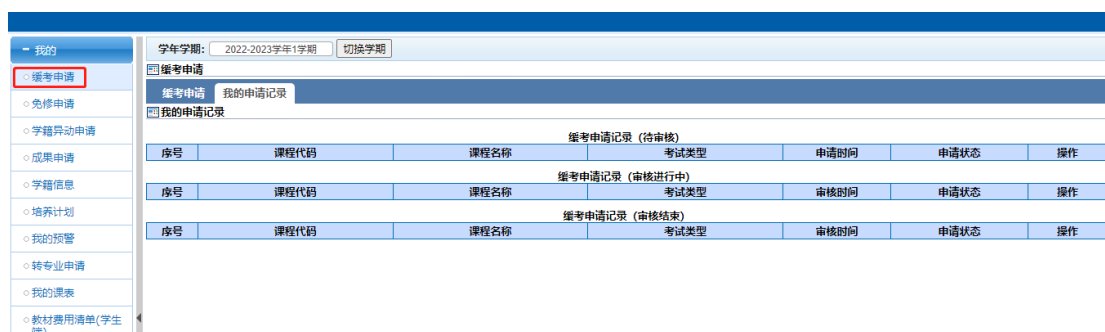 － 我的
缓考申请
免修申请
学籍异动申请
成果申请
学籍信息
培养计划
我的预警
转专业申请
我的课表
教材费用清单(学生
学年学期: 2022-2023学年1学期 切换学期
缓考申请
缓考申请 我的申请记录
我的申请记录
缓考申请记录（待审核）
序号 课程代码 课程名称 考试类型 申请时间 申请状态 操作
缓考申请记录（审核进行中）
序号 课程代码 课程名称 考试类型 审核时间 申请状态 操作
缓考申请记录（审核结束）
序号 课程代码 课程名称 考试类型 审核时间 申请状态 操作